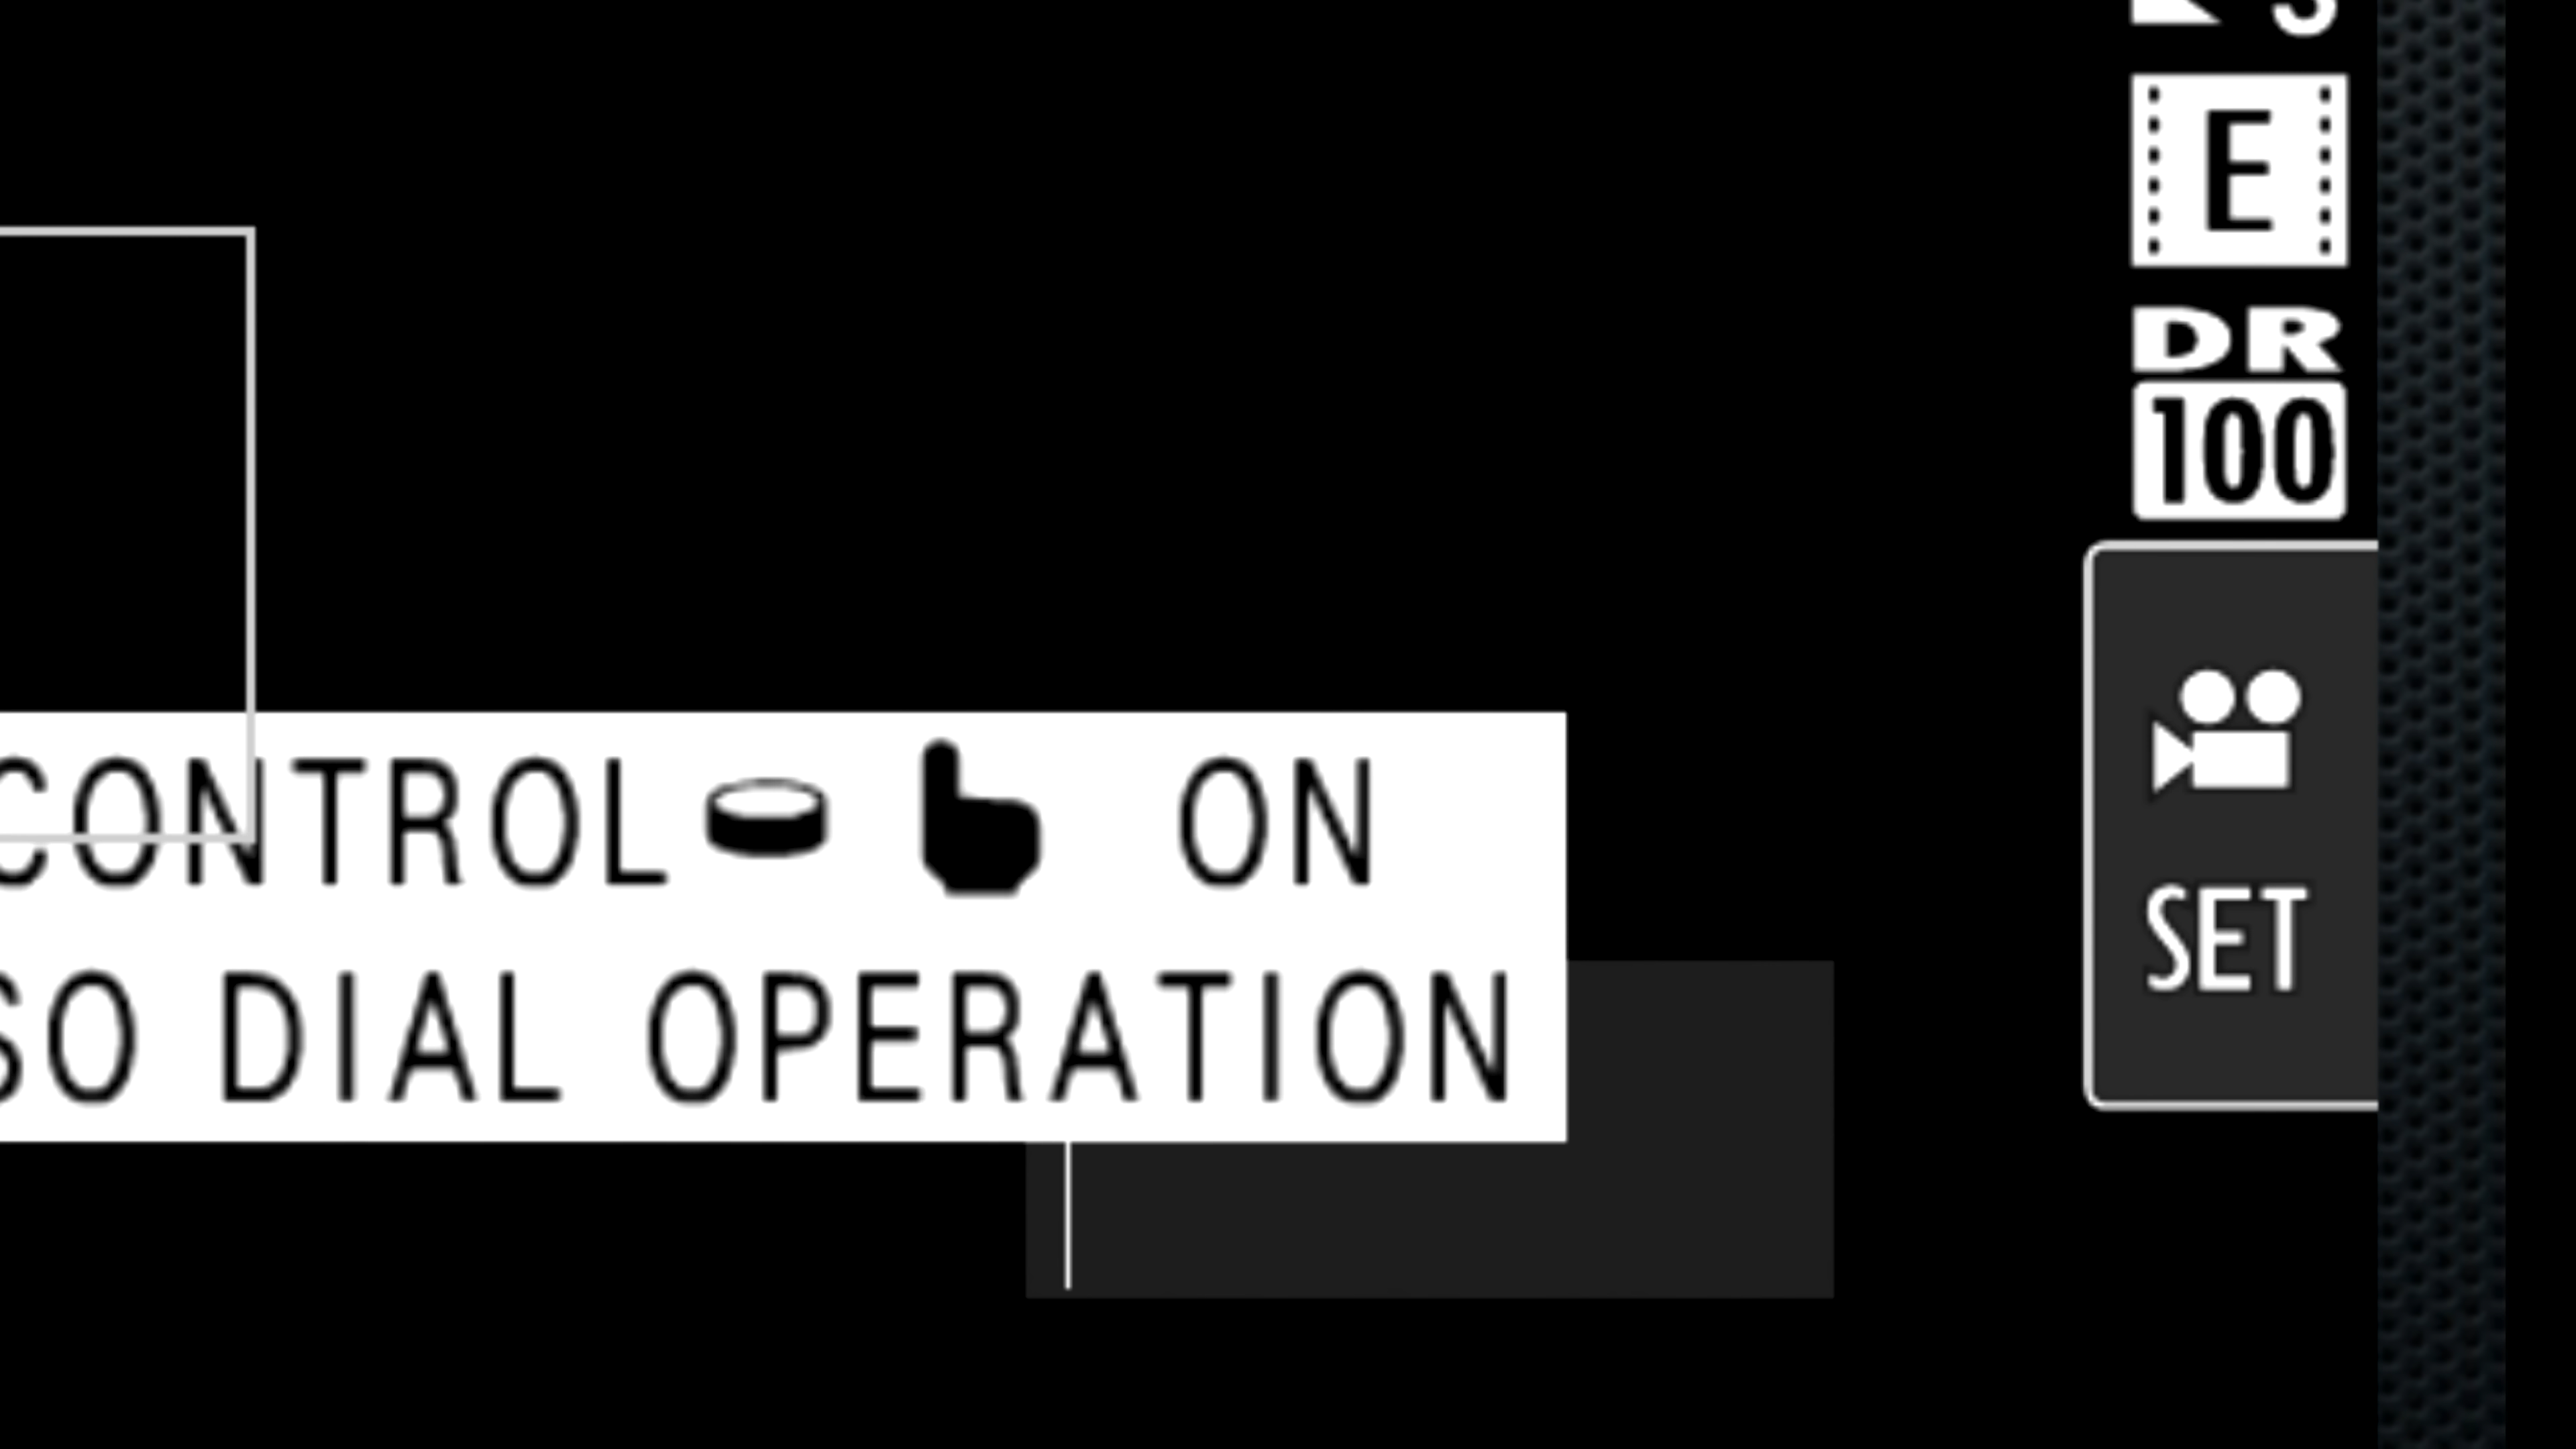 E
DR
100
CONTROL ON
SO DIAL OPERATION
SET